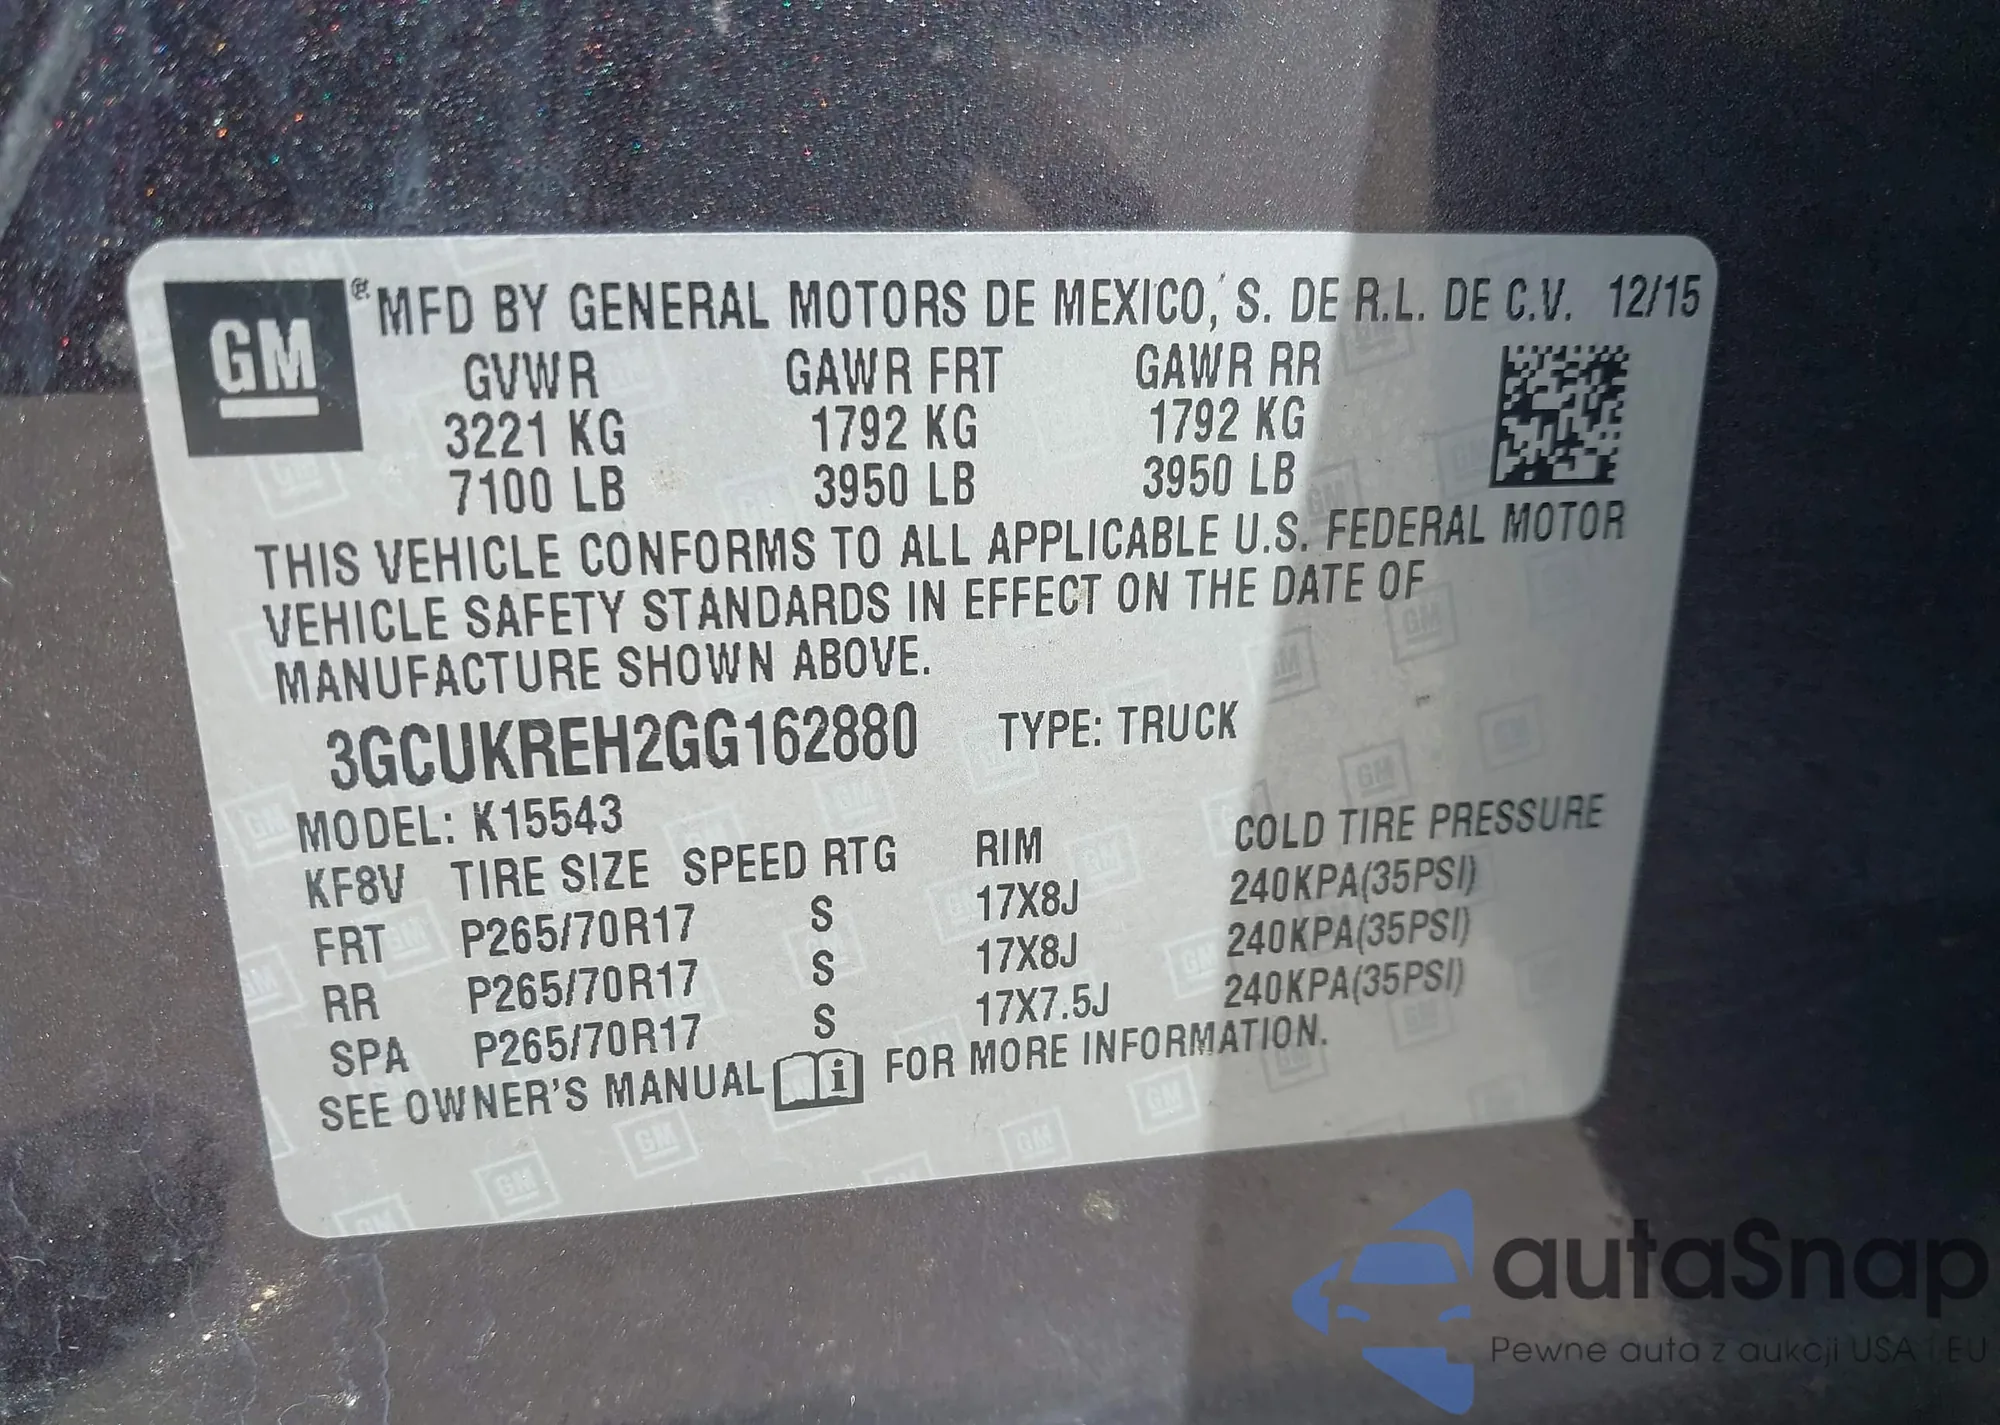 GM ® MFD BY GENERAL MOTORS DE MEXICO, S. DE R.L. DE C.V. 12/15
GVWR GAWR FRT GAWR RR
3221 KG 1792 KG 1792 KG
7100 LB 3950 LB 3950 LB
THIS VEHICLE CONFORMS TO ALL APPLICABLE U.S. FEDERAL MOTOR
VEHICLE SAFETY STANDARDS IN EFFECT ON THE DATE OF
MANUFACTURE SHOWN ABOVE.
3GCUKREH2GG162880 TYPE: TRUCK
MODEL: K15543
KF8V TIRE SIZE SPEED RTG RIM COLD TIRE PRESSURE
FRT P265/70R17 S 17X8J 240KPA(35PSI)
RR P265/70R17 S 17X8J 240KPA(35PSI)
SPA P265/70R17 S 17X7.5J 240KPA(35PSI)
SEE OWNER'S MANUAL i FOR MORE INFORMATION.
autaSnap
Pewne auta z aukcji USA i EU